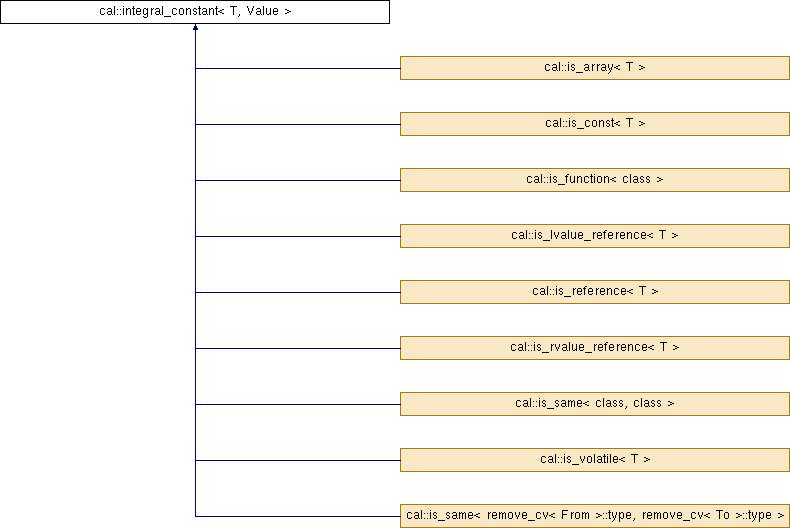 cal::integral_constant< T, Value >
cal::is_array< T >
cal::is_const< T >
cal::is_function< class >
cal::is_lvalue_reference< T >
cal::is_reference< T >
cal::is_rvalue_reference< T >
cal::is_same< class, class >
cal::is_volatile< T >
cal::is_same< remove_cv< From >::type, remove_cv< To >::type >